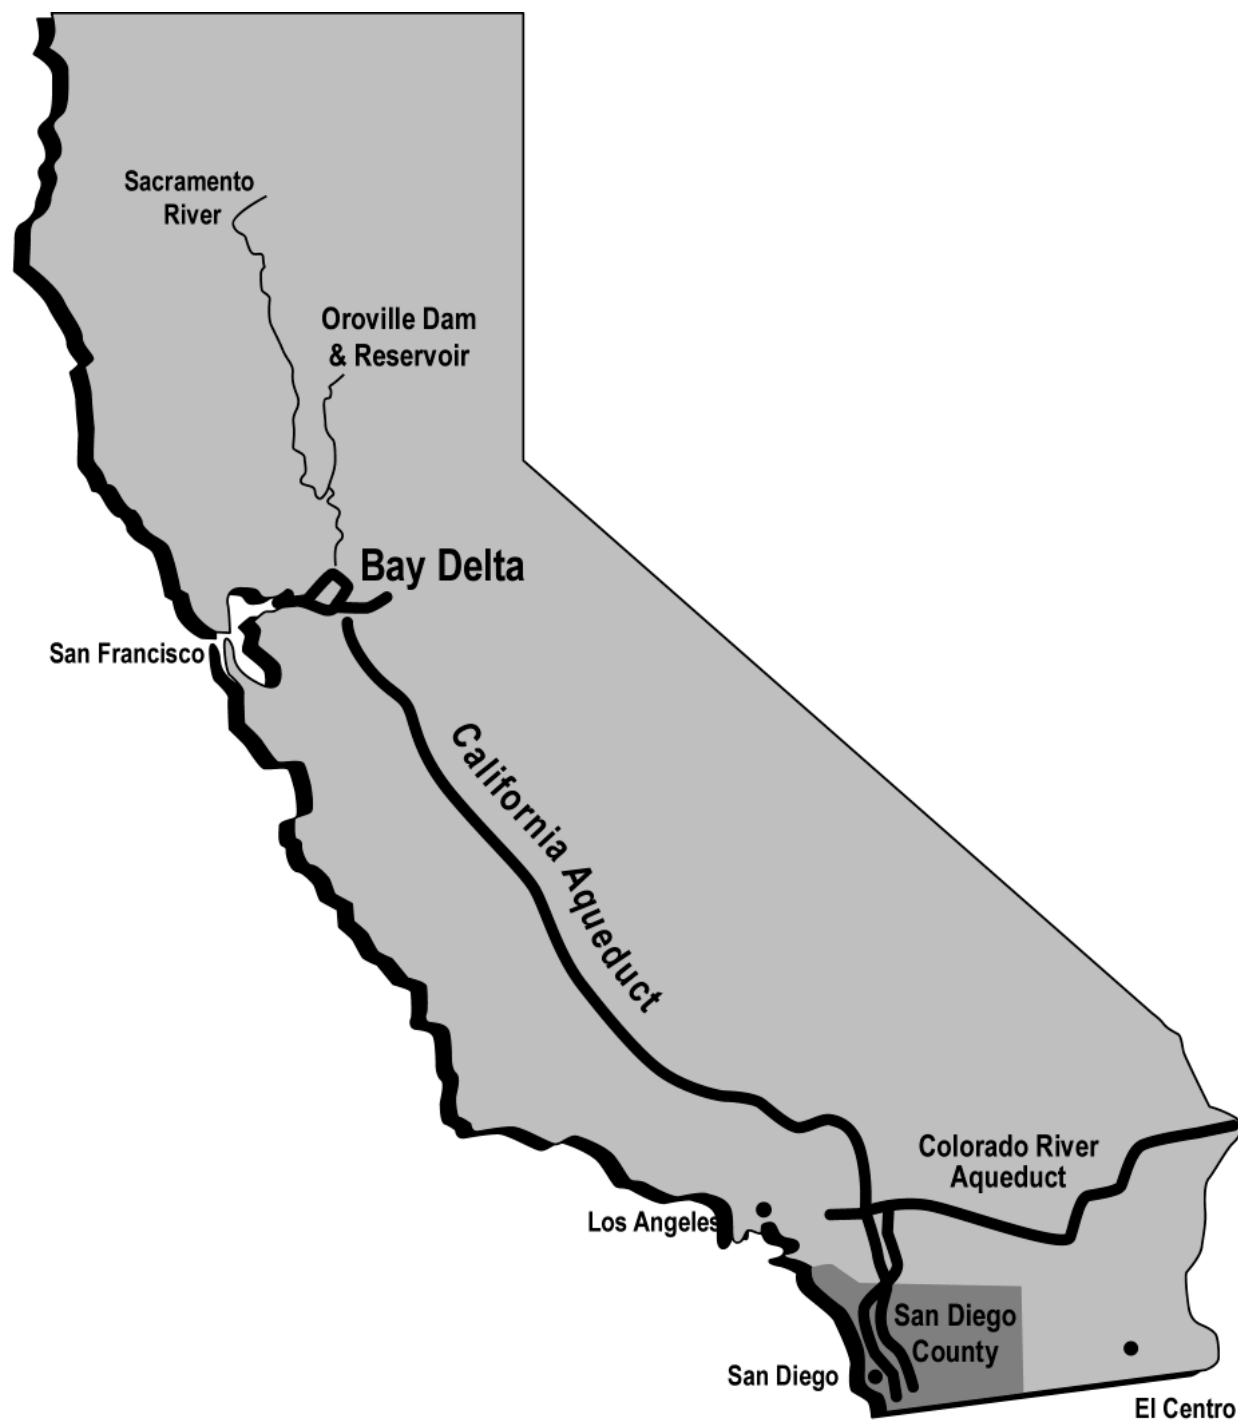 Sacramento
River
Oroville Dam
& Reservoir
Bay Delta
San Francisco
California Aqueduct
Colorado River
Aqueduct
Los Angeles
San Diego
County
San Diego
El Centro